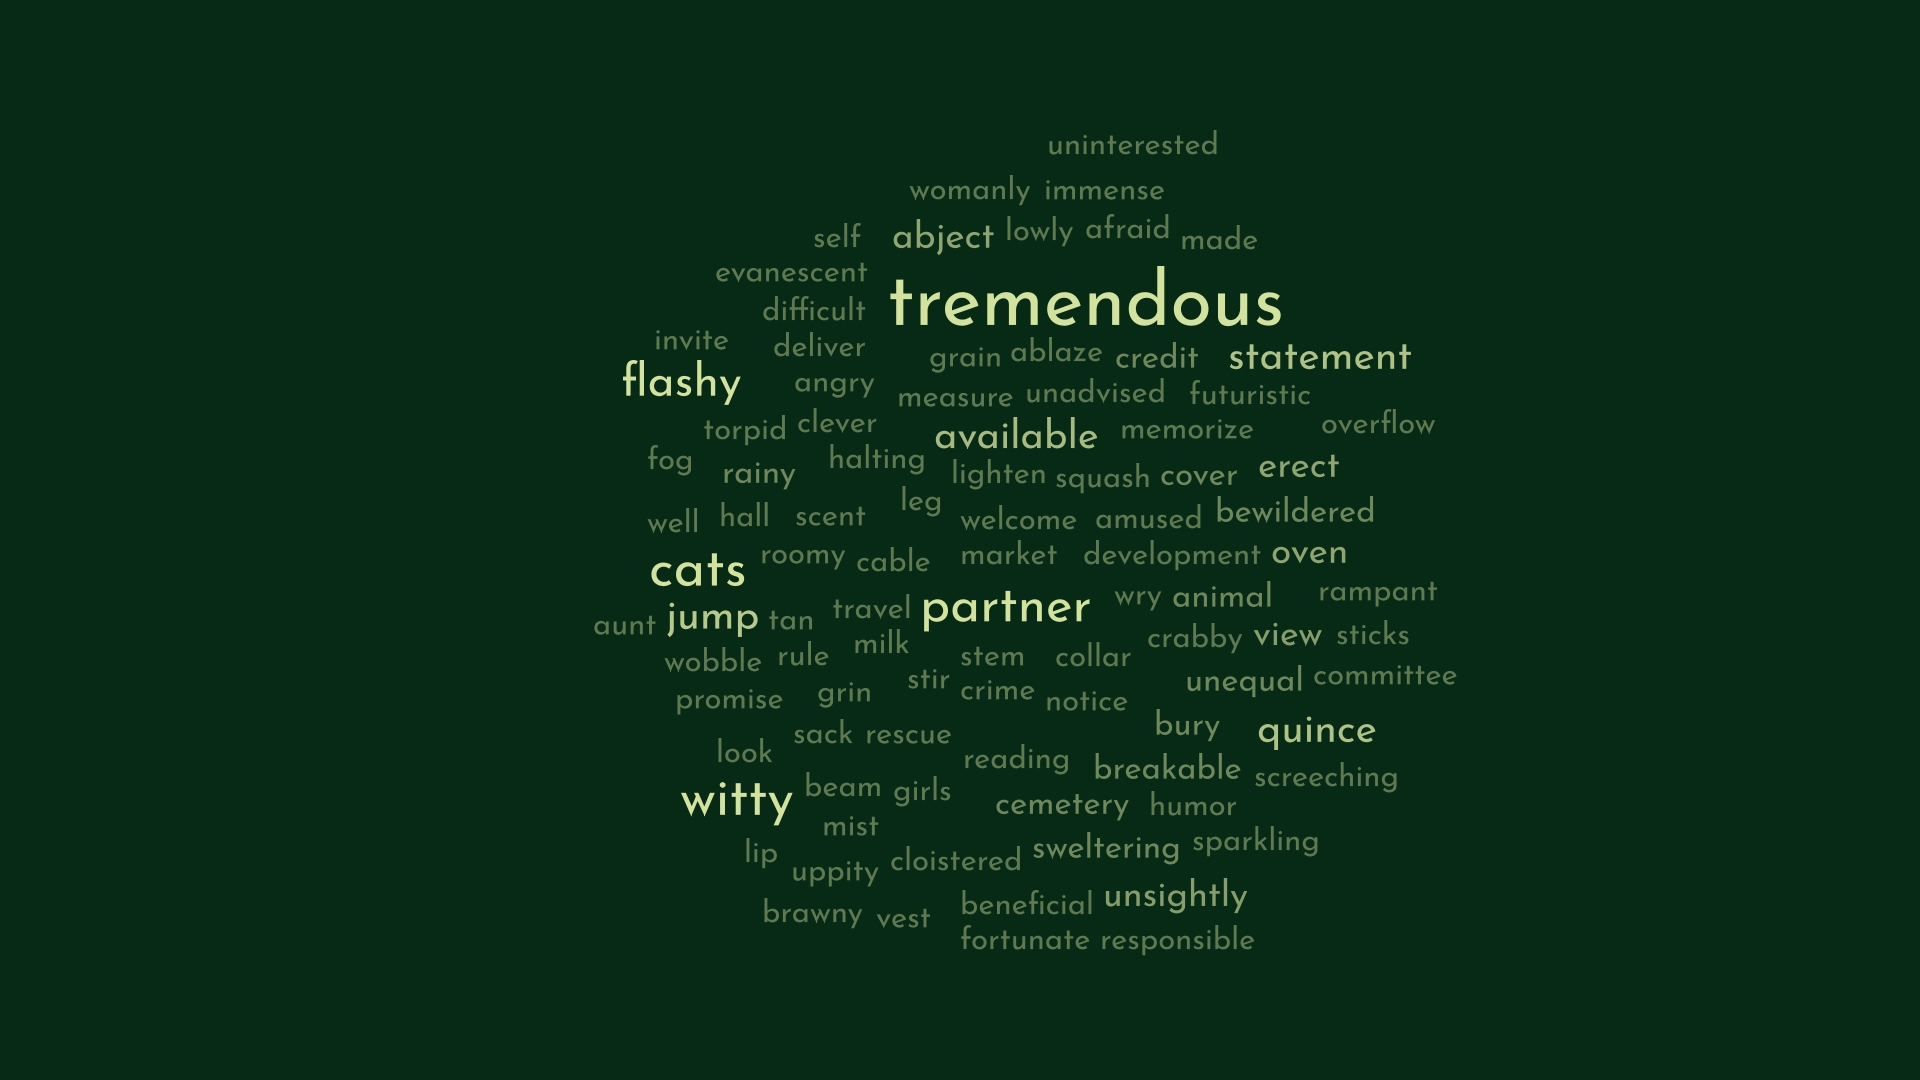 uninterested
womanly immense
self abject lowly afraid made
evanescent
tremendous
difficult
invite deliver
grain ablaze credit statement
flashy angry
measure unadvised futuristic
torpid clever available memorize overflow
fog rainy halting lighten squash cover erect
leg
well hall scent welcome amused bewildered
cats roomy cable market development oven
aunt jump tan travel partner wry animal rampant
wobble rule milk stem collar crabby view sticks
promise grin stir crime notice unequal committee
look sack rescue bury quince
reading breakable screeching
witty beam girls cemetery humor
mist
lip uppity cloistered sweltering sparkling
brawny vest beneficial unsightly
fortunate responsible